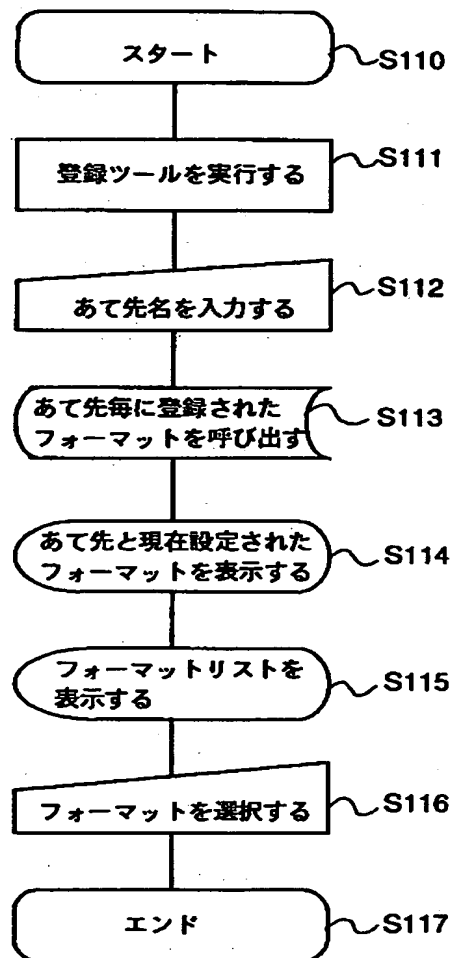 スタート
S110
登録ツールを実行する
S111
あて先名を入力する
S112
あて先毎に登録された
フォーマットを呼び出す
S113
あて先と現在設定された
フォーマットを表示する
S114
フォーマットリストを
表示する
S115
フォーマットを選択する
S116
エンド
S117